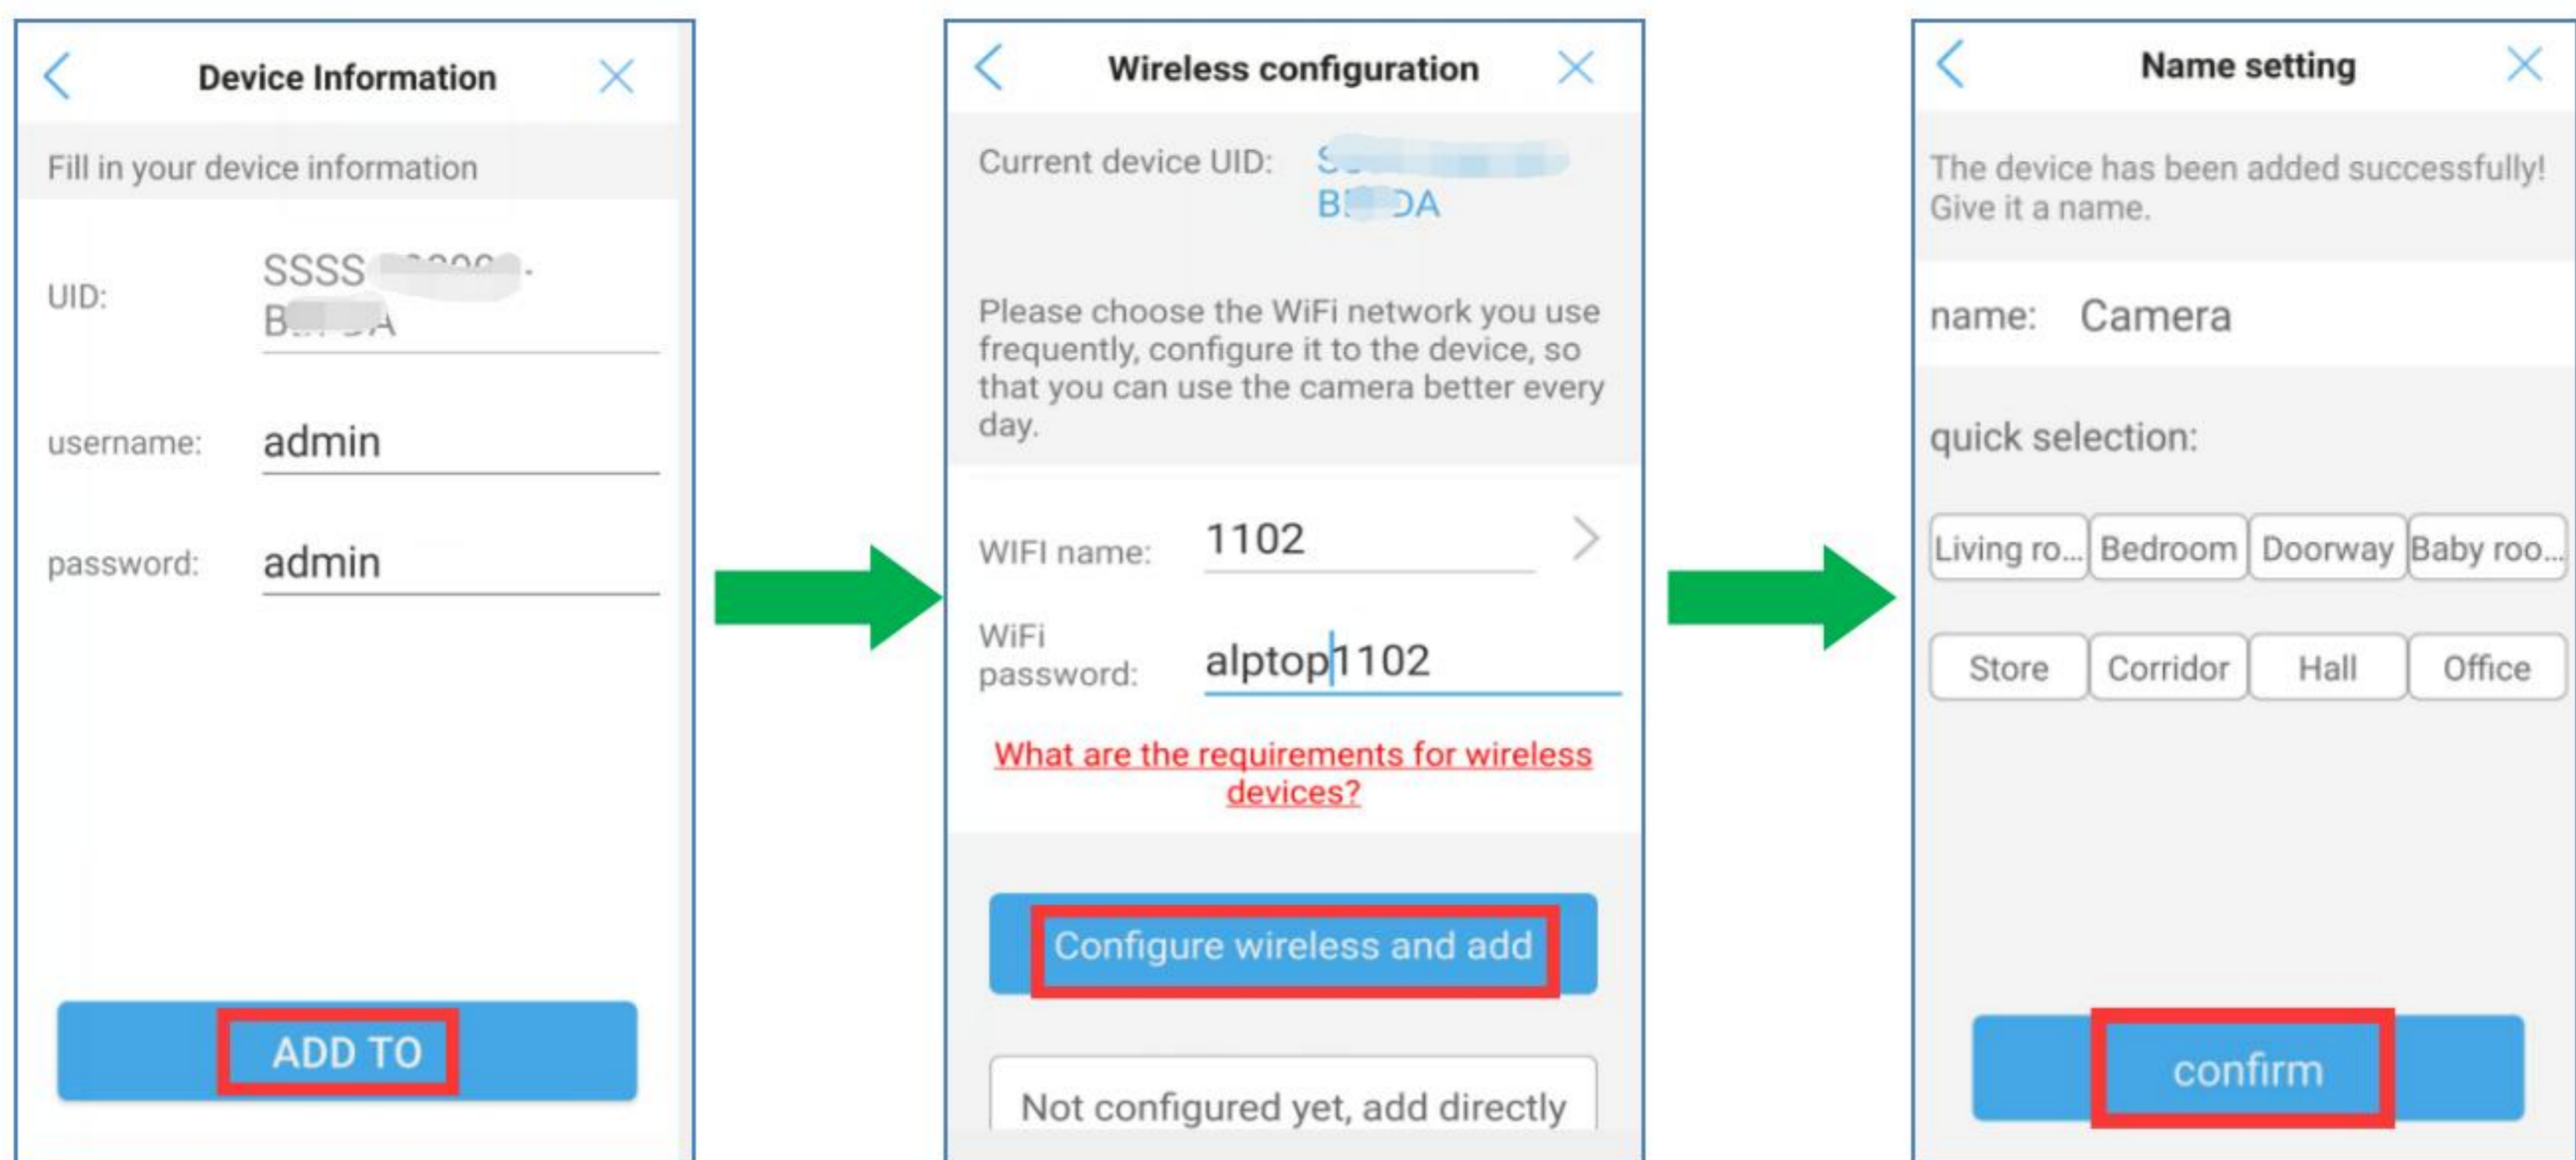 Device Information
Fill in your device information
UID:
SSSS
username: admin
password: admin
ADD TO
Wireless configuration
Current device UID:
Please choose the WiFi network you use
frequently, configure it to the device, so
that you can use the camera better every
day.
WIFI name: 1102
WiFi
password: alptop1102
What are the requirements for wireless
devices?
Configure wireless and add
Not configured yet, add directly
Name setting
The device has been added successfully!
Give it a name.
name: Camera
quick selection:
Living ro... Bedroom Doorway Baby roo...
Store Corridor Hall Office
confirm